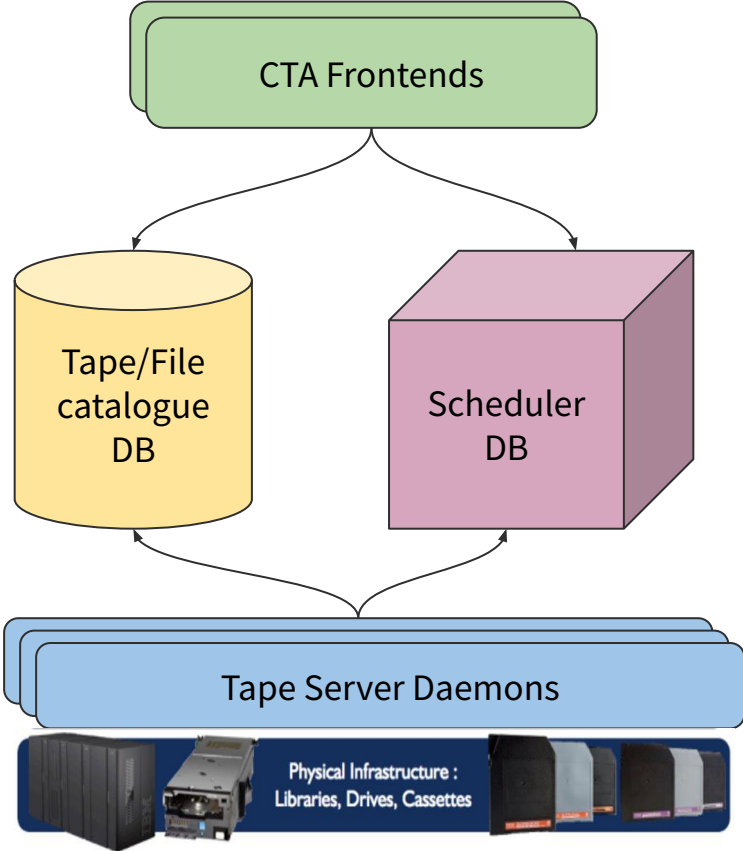 CTA Frontends
Tape/File
catalogue
DB
Scheduler
DB
Tape Server Daemons
Physical Infrastructure :
Libraries, Drives, Cassettes